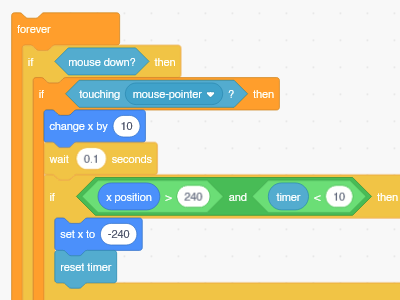 forever
if mouse down? then
if touching mouse-pointer ? then
change x by 10
wait 0.1 seconds
if x position > 240 and timer < 10 then
set x to -240
reset timer